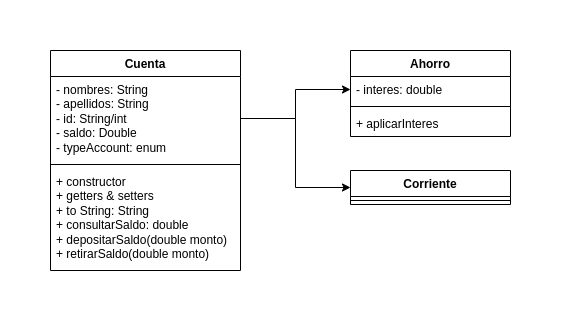 Cuenta
- nombres: String
- apellidos: String
- id: String/int
- saldo: Double
- typeAccount: enum
+ constructor
+ getters & setters
+ to String: String
+ consultarSaldo: double
+ depositarSaldo(double monto)
+ retirarSaldo(double monto)
Ahorro
- interes: double
+ aplicarInteres
Corriente